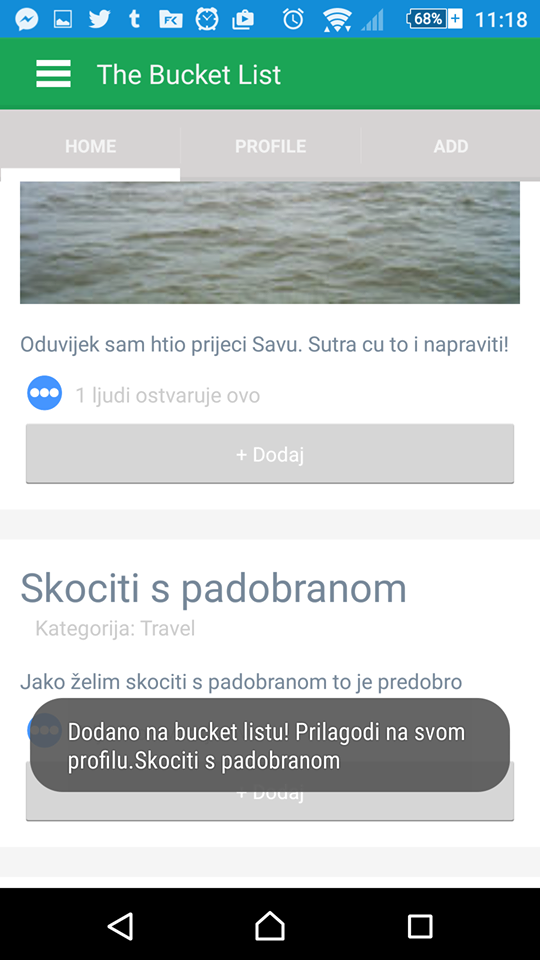 68%
11:18
The Bucket List
HOME
PROFILE
ADD
Oduvijek sam htio prijeci Savu. Sutra cu to i napraviti!
1 ljudi ostvaruje ovo
+ Dodaj
Skociti s padobranom
Kategorija: Travel
Jako želim skociti s padobranom to je predobro
Dodano na bucket listu! Prilagodi na svom
profilu.Skociti s padobranom
+ Dodaj